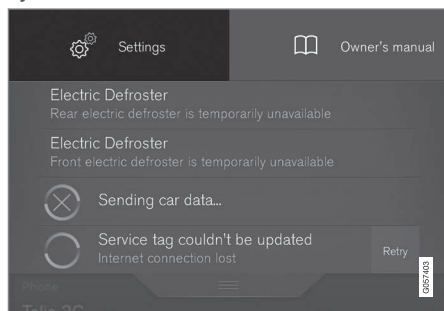 Settings
Owner's manual
Electric Defroster
Rear electric defroster is temporarily unavailable
Electric Defroster
Front electric defroster is temporarily unavailable
Sending car data...
Service tag couldn't be updated
Internet connection lost
Retry
Phone
G057403